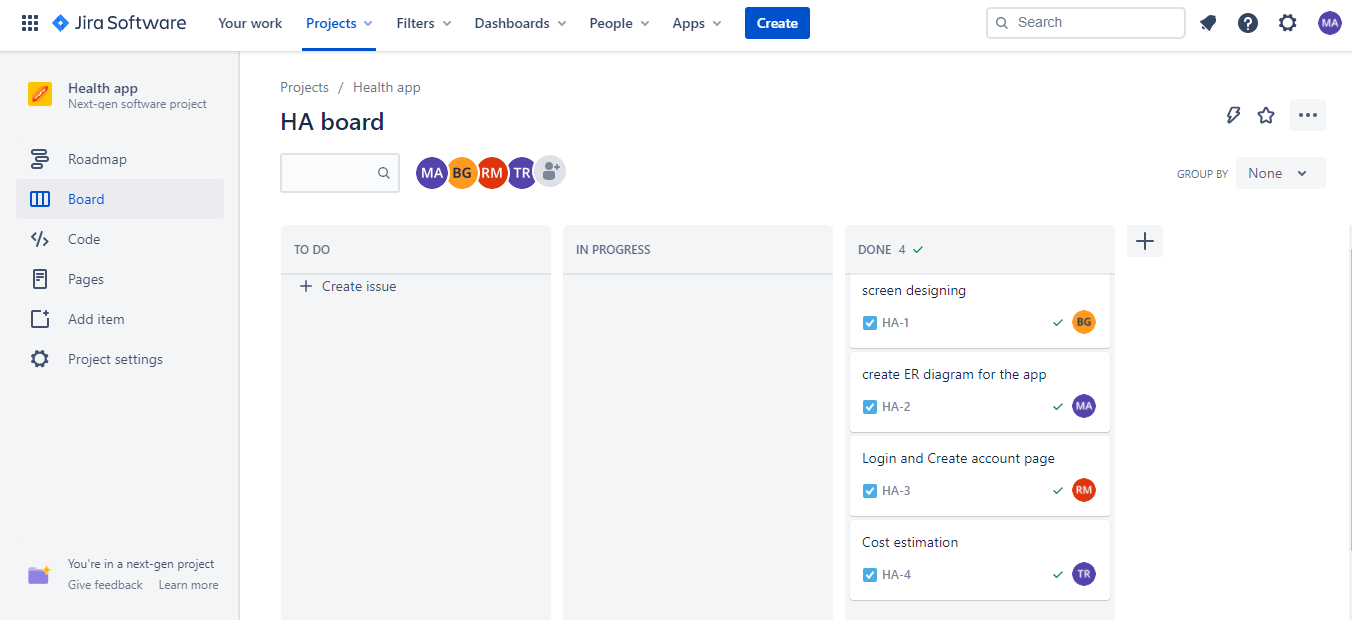 Jira Software Your work Projects Filters Dashboards People Apps Create Search MA
Health app
Next-gen software project
Roadmap
Board
Code
Pages
Add item
Project settings
You're in a next-gen project
Give feedback Learn more
Projects / Health app
HA board
MA BG RM TR
GROUP BY None
TO DO
+ Create issue
IN PROGRESS
DONE 4
screen designing
HA-1 BG
create ER diagram for the app
HA-2 MA
Login and Create account page
HA-3 RM
Cost estimation
HA-4 TR